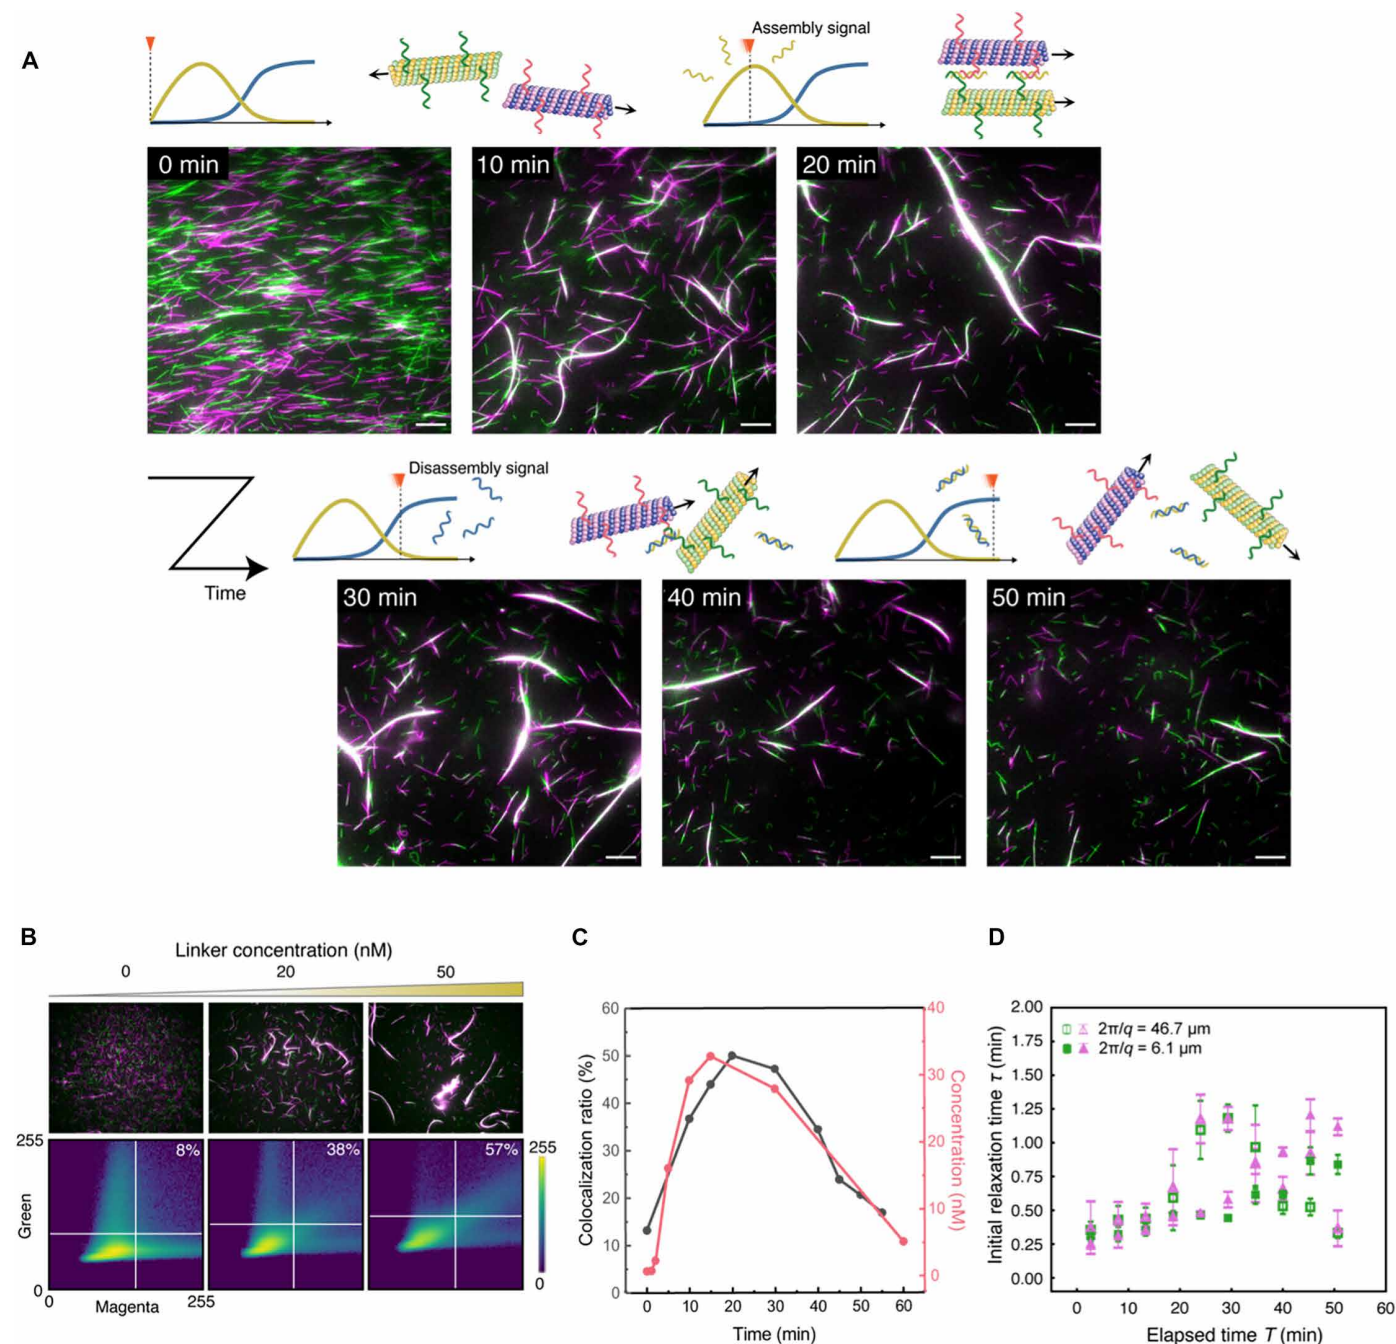 A
Assembly signal
0 min
10 min
20 min
Disassembly signal
Time
30 min
40 min
50 min
B
Linker concentration (nM)
0 20 50
8% 38% 57%
255
Green
0
0 Magenta 255
255
0
C
60
50
40
30
20
10
0
Colocalization ratio (%)
40
30
20
10
0
Concentration (nM)
0 10 20 30 40 50 60
Time (min)
D
2.00
1.75
1.50
1.25
1.00
0.75
0.50
0.25
0.00
Initial relaxation time τ (min)
2π/q = 46.7 μm
2π/q = 6.1 μm
0 10 20 30 40 50 60
Elapsed time T (min)